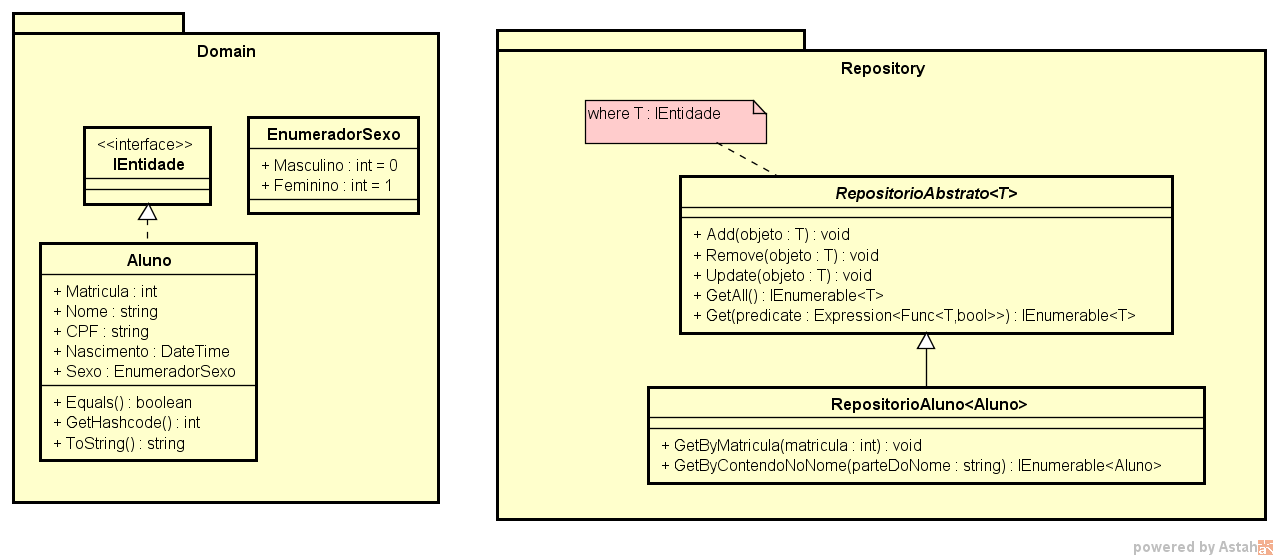 Domain
<<interface>>
IEntidade
EnumeradorSexo
+ Masculino : int = 0
+ Feminino : int = 1
Aluno
+ Matricula : int
+ Nome : string
+ CPF : string
+ Nascimento : DateTime
+ Sexo : EnumeradorSexo
+ Equals() : boolean
+ GetHashcode() : int
+ ToString() : string
Repository
where T : IEntidade
RepositorioAbstrato<T>
+ Add(objeto : T) : void
+ Remove(objeto : T) : void
+ Update(objeto : T) : void
+ GetAll() : IEnumerable<T>
+ Get(predicate : Expression<Func<T,bool>>) : IEnumerable<T>
RepositorioAluno<Aluno>
+ GetByMatricula(matricula : int) : void
+ GetByContendoNoNome(parteDoNome : string) : IEnumerable<Aluno>
powered by Astah